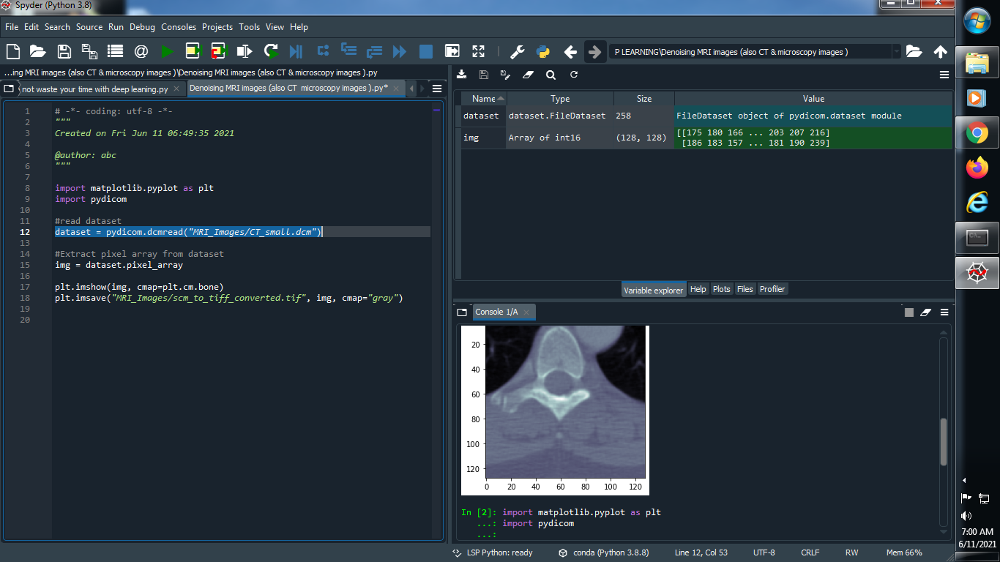 Spyder (Python 3.8)
File Edit Search Source Run Debug Consoles Projects Tools View Help
P LEARNING\Denoising MRI images (also CT & microscopy images )
...ing MRI images (also CT & microscopy images )\Denoising MRI images (also CT & microscopy images ).py
not waste your time with deep leaning.py
Denoising MRI images (also CT microscopy images ).py*
1 # -*- coding: utf-8 -*-
2 """
3 Created on Fri Jun 11 06:49:35 2021
4
5 @author: abc
6 """
7
8 import matplotlib.pyplot as plt
9 import pydicom
10
11 #read dataset
12 dataset = pydicom.dcmread("MRI_Images/CT_small.dcm")
13
14 #Extract pixel array from dataset
15 img = dataset.pixel_array
16
17 plt.imshow(img, cmap=plt.cm.bone)
18 plt.imsave("MRI_Images/scm_to_tiff_converted.tif", img, cmap="gray")
19
20
Name Type Size Value
dataset dataset.FileDataset 258 FileDataset object of pydicom.dataset module
img Array of int16 (128, 128) [[175 180 166 ... 203 207 216]
[186 183 157 ... 181 190 239]
Variable explorer Help Plots Files Profiler
Console 1/A
20
40
60
80
100
120
0 20 40 60 80 100 120
In [2]: import matplotlib.pyplot as plt
...: import pydicom
...:
LSP Python: ready conda (Python 3.8.8) Line 12, Col 53 UTF-8 CRLF RW Mem 66%
7:00 AM
6/11/2021